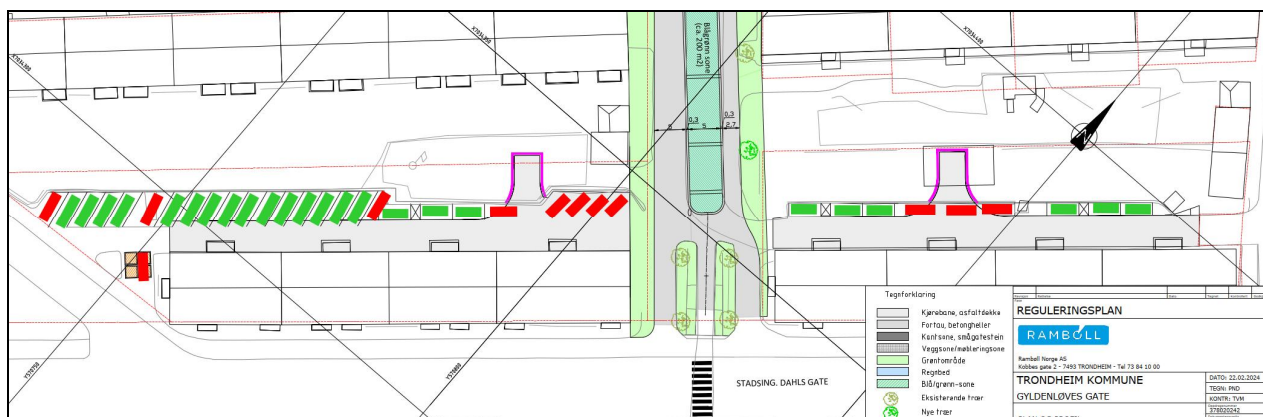 Blågrønn sone
(ca. 200 m2)
0,3
0,3
5
2,7
STADSING. DAHLS GATE
Tegnforklaring
Kjørebane, asfaltdekke
Fortau, betongheller
Kantsone, smågatestein
Veggsone/møbleringsone
Grøntområde
Regnbed
Blå/grønn-sone
Eksisterende trær
Nye trær
REGULERINGSPLAN
RAMBOLL
Rambøll Norge AS
Kobbes gate 2 - 7493 TRONDHEIM - Tel 73 84 10 00
TRONDHEIM KOMMUNE
GYLDENLØVES GATE
DATO: 22.02.2024
TEGN: PND
KONTR: TVM
378020242